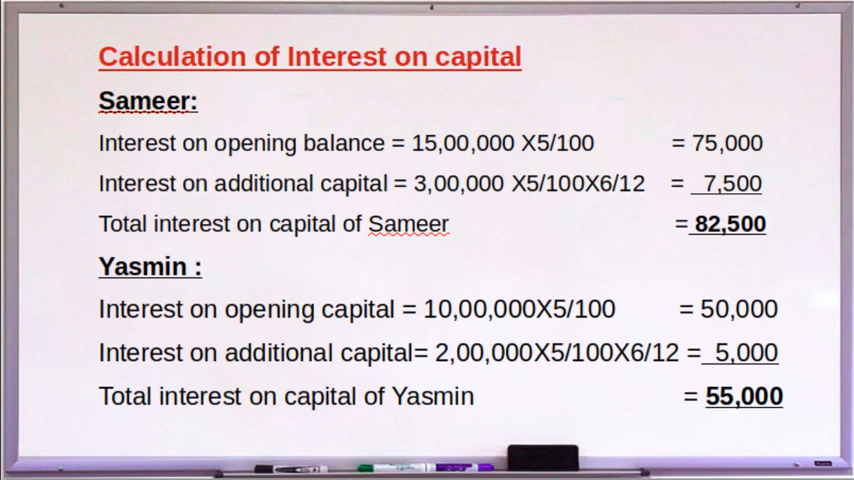 Calculation of Interest on capital
Sameer:
Interest on opening balance = 15,00,000 X5/100 = 75,000
Interest on additional capital = 3,00,000 X5/100X6/12 = 7,500
Total interest on capital of Sameer = 82,500
Yasmin :
Interest on opening capital = 10,00,000X5/100 = 50,000
Interest on additional capital= 2,00,000X5/100X6/12 = 5,000
Total interest on capital of Yasmin = 55,000